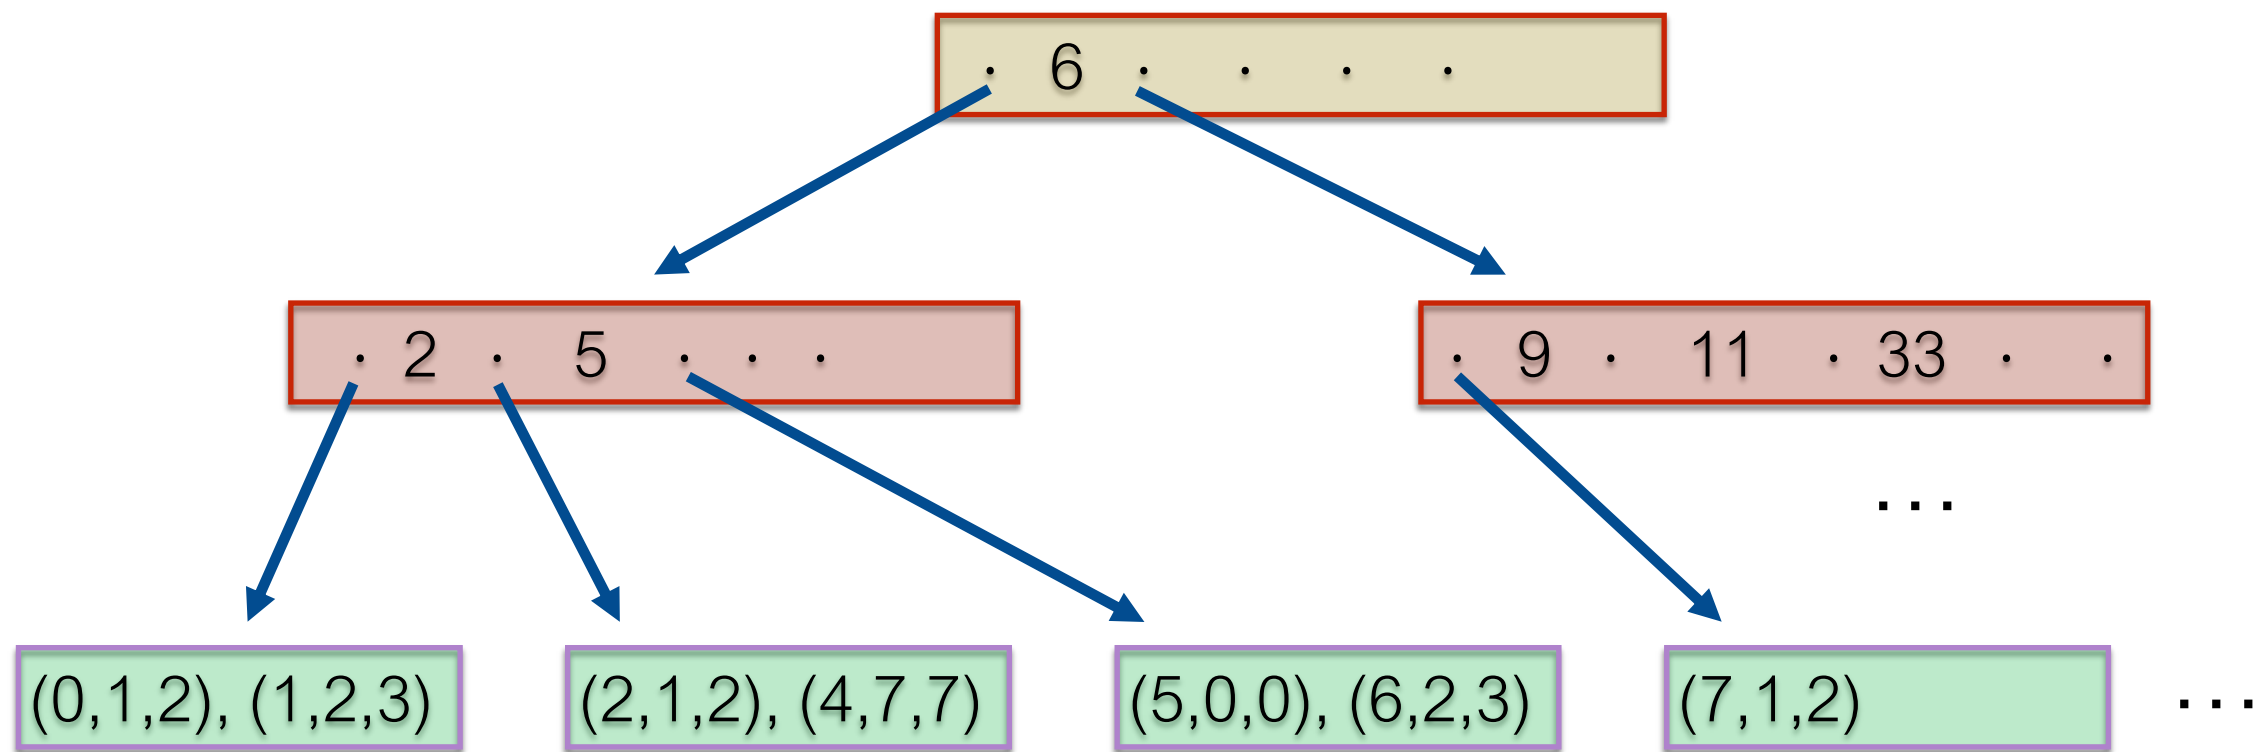 · 6 · · · ·
· 2 · 5 · · ·
· 9 · 11 · 33 · ·
...
(0,1,2), (1,2,3)
(2,1,2), (4,7,7)
(5,0,0), (6,2,3)
(7,1,2)
...